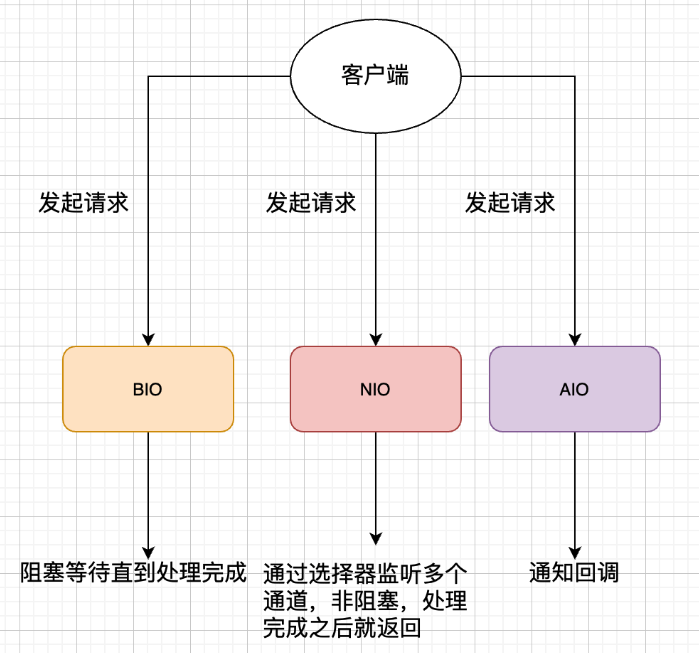 客户端
发起请求
发起请求
发起请求
BIO
NIO
AIO
阻塞等待直到处理完成
通过选择器监听多个
通道，非阻塞，处理
完成之后就返回
通知回调